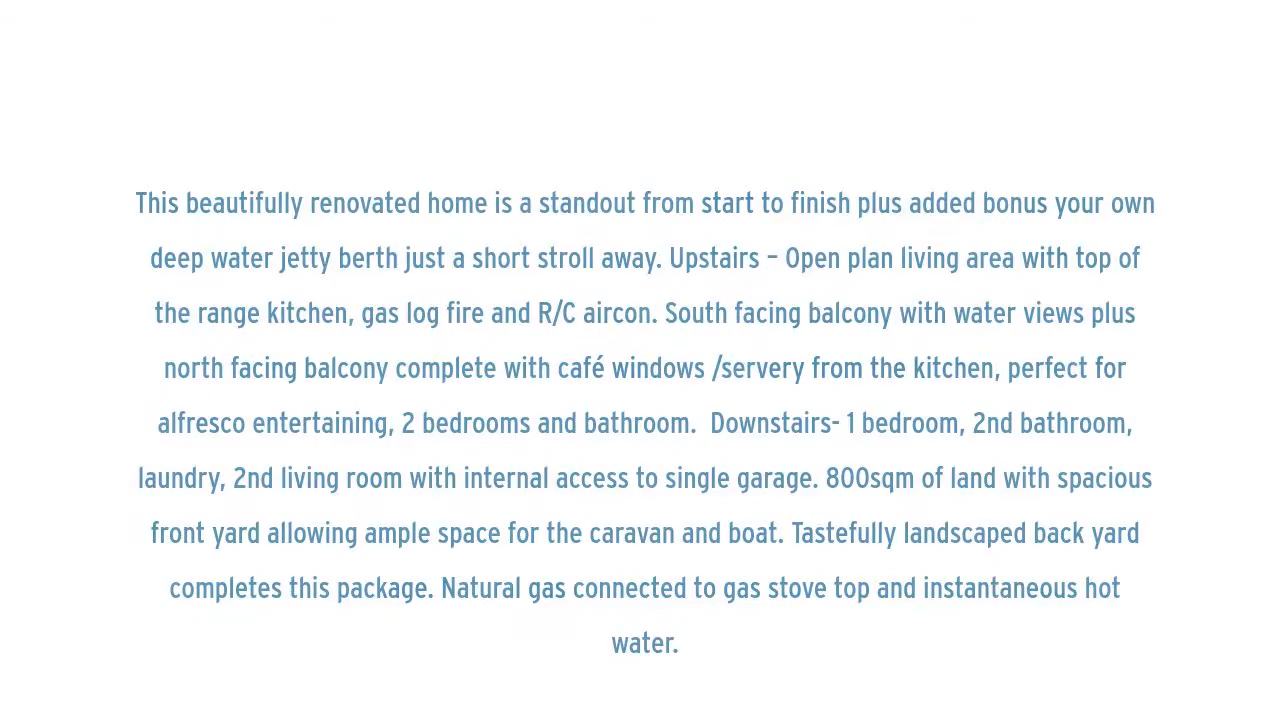 This beautifully renovated home is a standout from start to finish plus added bonus your own
deep water jetty berth just a short stroll away. Upstairs – Open plan living area with top of
the range kitchen, gas log fire and R/C aircon. South facing balcony with water views plus
north facing balcony complete with café windows /servery from the kitchen, perfect for
alfresco entertaining, 2 bedrooms and bathroom.  Downstairs- 1 bedroom, 2nd bathroom,
laundry, 2nd living room with internal access to single garage. 800sqm of land with spacious
front yard allowing ample space for the caravan and boat. Tastefully landscaped back yard
completes this package. Natural gas connected to gas stove top and instantaneous hot
water.